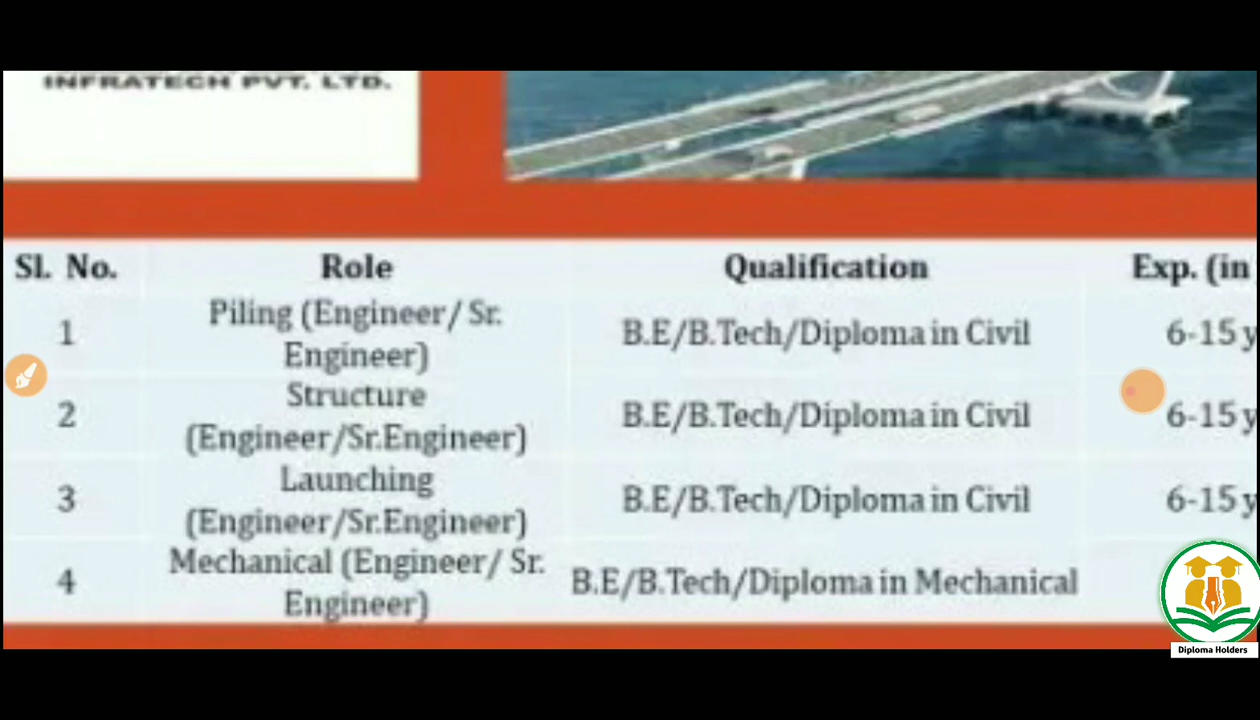 INFRATECH PVT. LTD.
Sl. No. Role Qualification Exp. (in
1 Piling (Engineer/ Sr. Engineer) B.E/B.Tech/Diploma in Civil 6-15 y
2 Structure (Engineer/Sr.Engineer) B.E/B.Tech/Diploma in Civil 6-15 y
3 Launching (Engineer/Sr.Engineer) B.E/B.Tech/Diploma in Civil 6-15 y
4 Mechanical (Engineer/ Sr. Engineer) B.E/B.Tech/Diploma in Mechanical
Diploma Holders